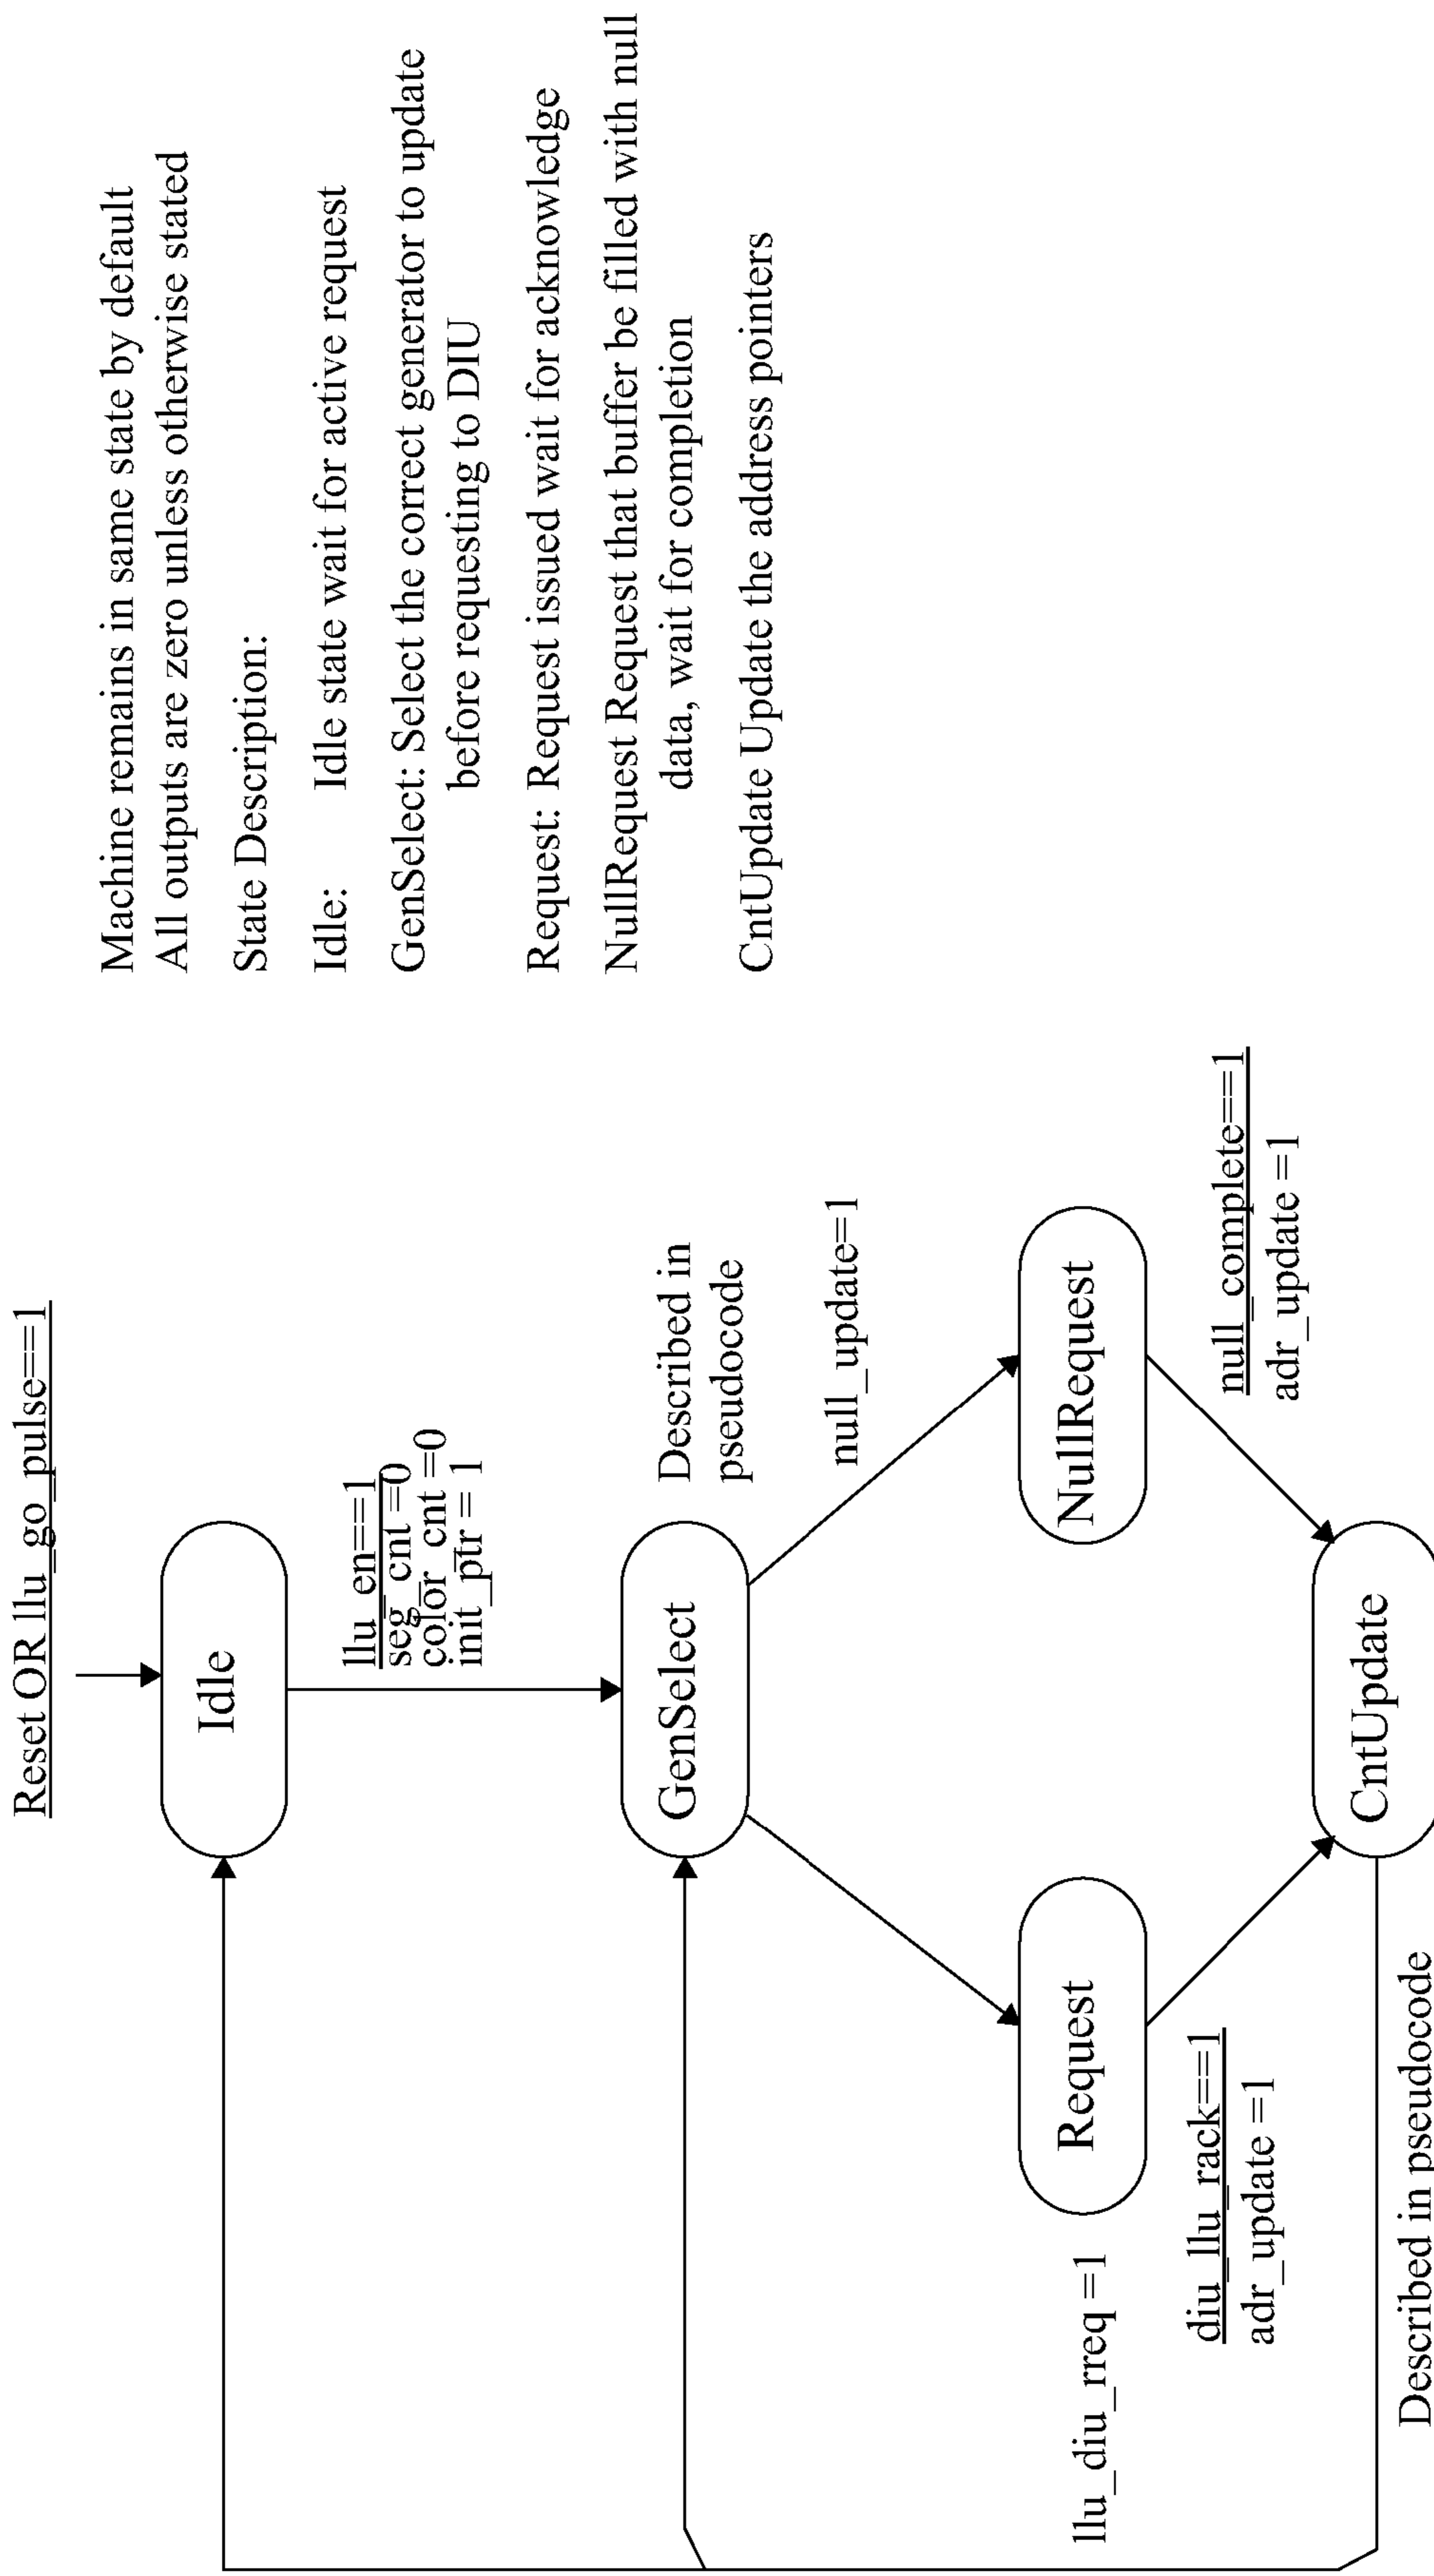 Reset OR llu_go_pulse==1
Idle
llu_en==1
seg_cnt =0
color_cnt =0
init_ptr = 1
GenSelect
Described in
pseudocode
null_update=1
Request
NullRequest
llu_diu_rreq =1
diu_llu_rack==1
adr_update =1
null_complete==1
adr_update =1
CntUpdate
Described in pseudocode
Machine remains in same state by default
All outputs are zero unless otherwise stated
State Description:
Idle: Idle state wait for active request
GenSelect: Select the correct generator to update
before requesting to DIU
Request: Request issued wait for acknowledge
NullRequest Request that buffer be filled with null
data, wait for completion
CntUpdate Update the address pointers